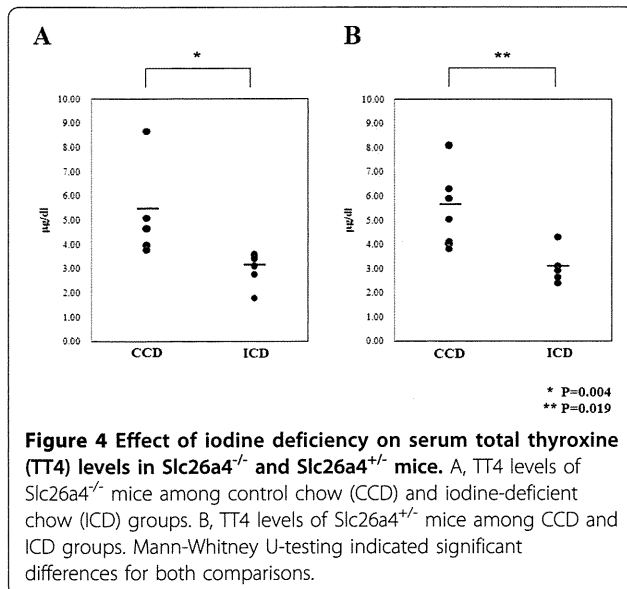 A
B
*
**
10.00
9.00
8.00
7.00
6.00
5.00
4.00
3.00
2.00
1.00
0.00
µg/dl
CCD ICD
10.00
9.00
8.00
7.00
6.00
5.00
4.00
3.00
2.00
1.00
0.00
µg/dl
CCD ICD
* P=0.004
** P=0.019
Figure 4 Effect of iodine deficiency on serum total thyroxine
(TT4) levels in Slc26a4-/- and Slc26a4+/- mice. A, TT4 levels of
Slc26a4-/- mice among control chow (CCD) and iodine-deficient
chow (ICD) groups. B, TT4 levels of Slc26a4+/- mice among CCD and
ICD groups. Mann-Whitney U-testing indicated significant
differences for both comparisons.